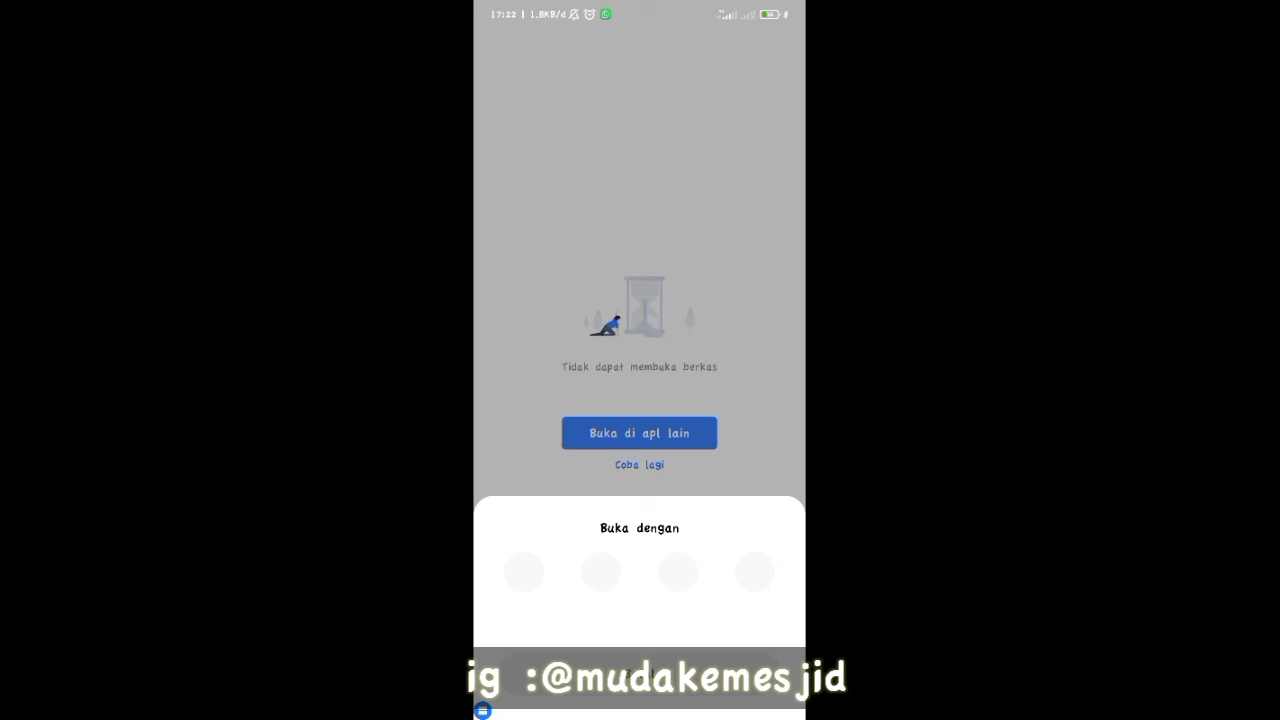 17:22 | 1,8KB/d
Tidak dapat membuka berkas
Buka di apl lain
Coba lagi
Buka dengan
ig :@mudakemesjid